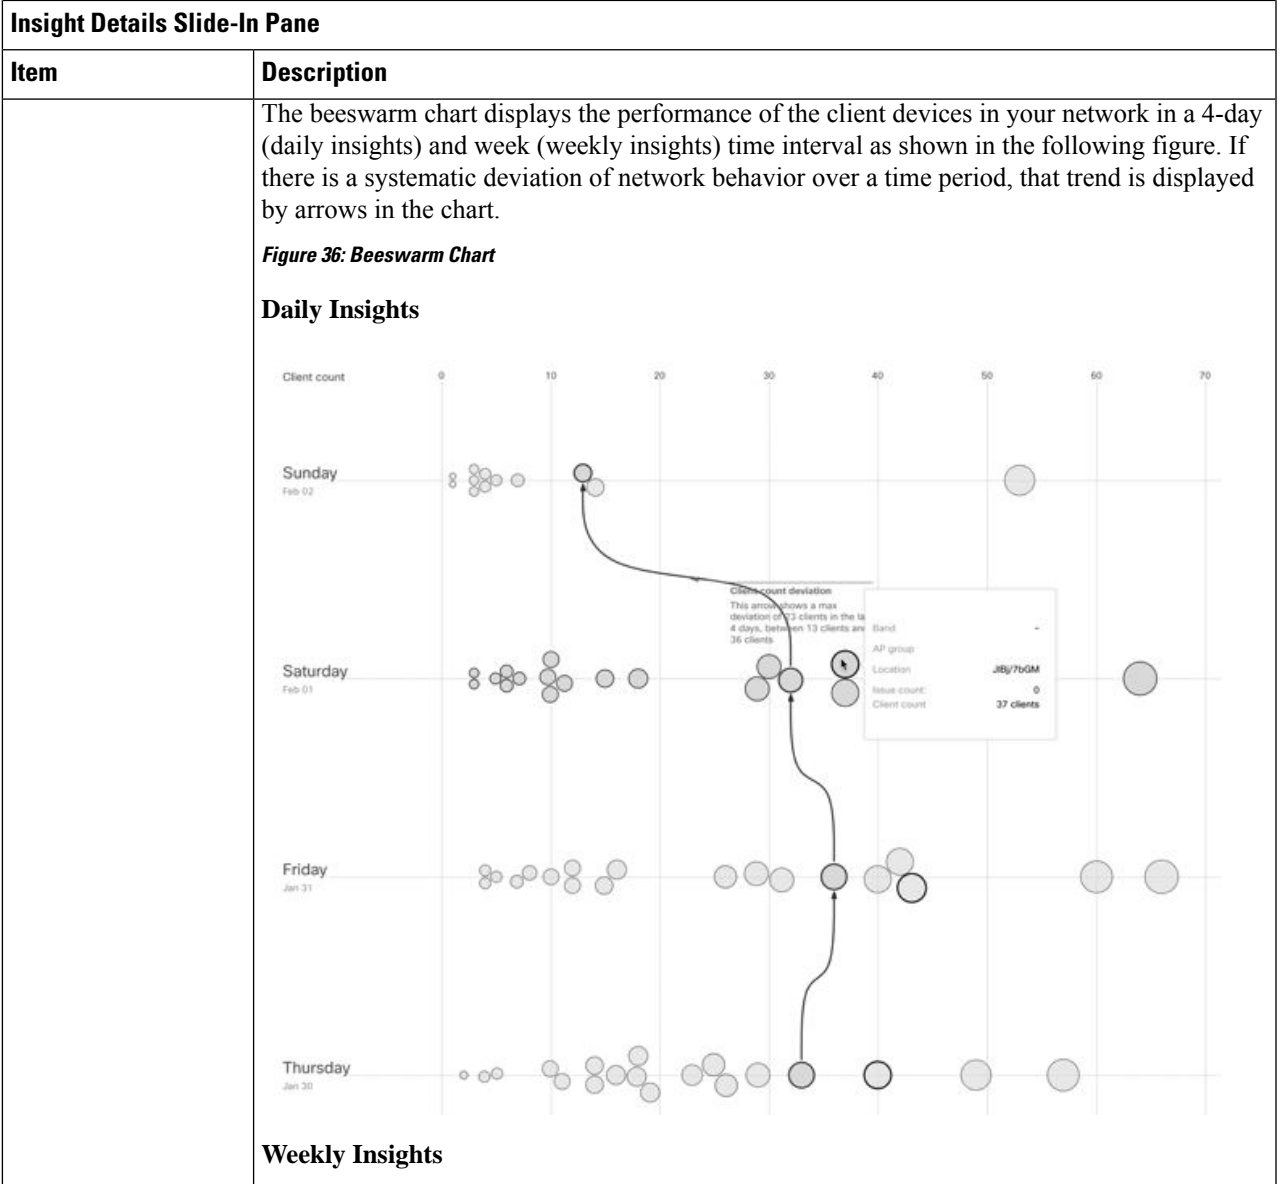 Insight Details Slide-In Pane
Item Description
The beeswarm chart displays the performance of the client devices in your network in a 4-day
(daily insights) and week (weekly insights) time interval as shown in the following figure. If
there is a systematic deviation of network behavior over a time period, that trend is displayed
by arrows in the chart.
Figure 36: Beeswarm Chart
Daily Insights
Client count 0 10 20 30 40 50 60 70
Sunday
Feb 02
Client count deviation
This arrow shows a max
deviation of 23 clients in the la
4 days, between 13 clients and
36 clients
Band -
AP group
Location JIBj/7bGM
Issue count: 0
Client count 37 clients
Saturday
Feb 01
Friday
Jan 31
Thursday
Jan 30
Weekly Insights